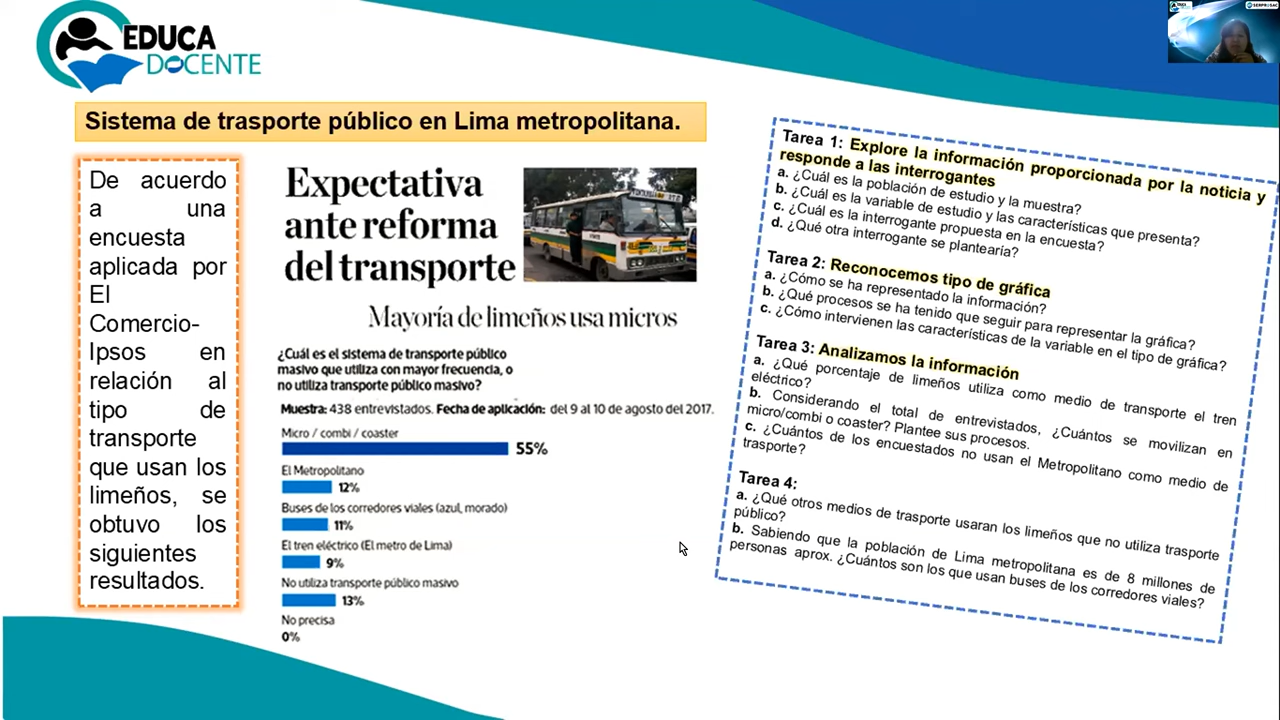 EDUCA
DOCENTE
SERPROSAC
Sistema de trasporte público en Lima metropolitana.
De acuerdo
a una
encuesta
aplicada por
El
Comercio-
Ipsos en
relación al
tipo de
transporte
que usan los
limeños, se
obtuvo los
siguientes
resultados.
Expectativa
ante reforma
del transporte
Mayoría de limeños usa micros
¿Cuál es el sistema de transporte público
masivo que utiliza con mayor frecuencia, o
no utiliza transporte público masivo?
Muestra: 438 entrevistados. Fecha de aplicación: del 9 al 10 de agosto del 2017.
Micro / combi / coaster
55%
El Metropolitano
12%
Buses de los corredores viales (azul, morado)
11%
El tren eléctrico (El metro de Lima)
9%
No utiliza transporte público masivo
13%
No precisa
0%
Tarea 1: Explore la información proporcionada por la noticia y
responde a las interrogantes
a. ¿Cuál es la población de estudio y la muestra?
b. ¿Cuál es la variable de estudio y las características que presenta?
c. ¿Cuál es la interrogante propuesta en la encuesta?
d. ¿Qué otra interrogante se plantearía?
Tarea 2: Reconocemos tipo de gráfica
a. ¿Cómo se ha representado la información?
b. ¿Qué procesos se ha tenido que seguir para representar la gráfica?
c. ¿Cómo intervienen las características de la variable en el tipo de gráfica?
Tarea 3: Analizamos la información
a. ¿Qué porcentaje de limeños utiliza como medio de transporte el tren
eléctrico?
b. Considerando el total de entrevistados, ¿Cuántos se movilizan en
micro/combi o coaster? Plantee sus procesos.
c. ¿Cuántos de los encuestados no usan el Metropolitano como medio de
trasporte?
Tarea 4:
a. ¿Qué otros medios de trasporte usaran los limeños que no utiliza trasporte
público?
b. Sabiendo que la población de Lima metropolitana es de 8 millones de
personas aprox. ¿Cuántos son los que usan buses de los corredores viales?